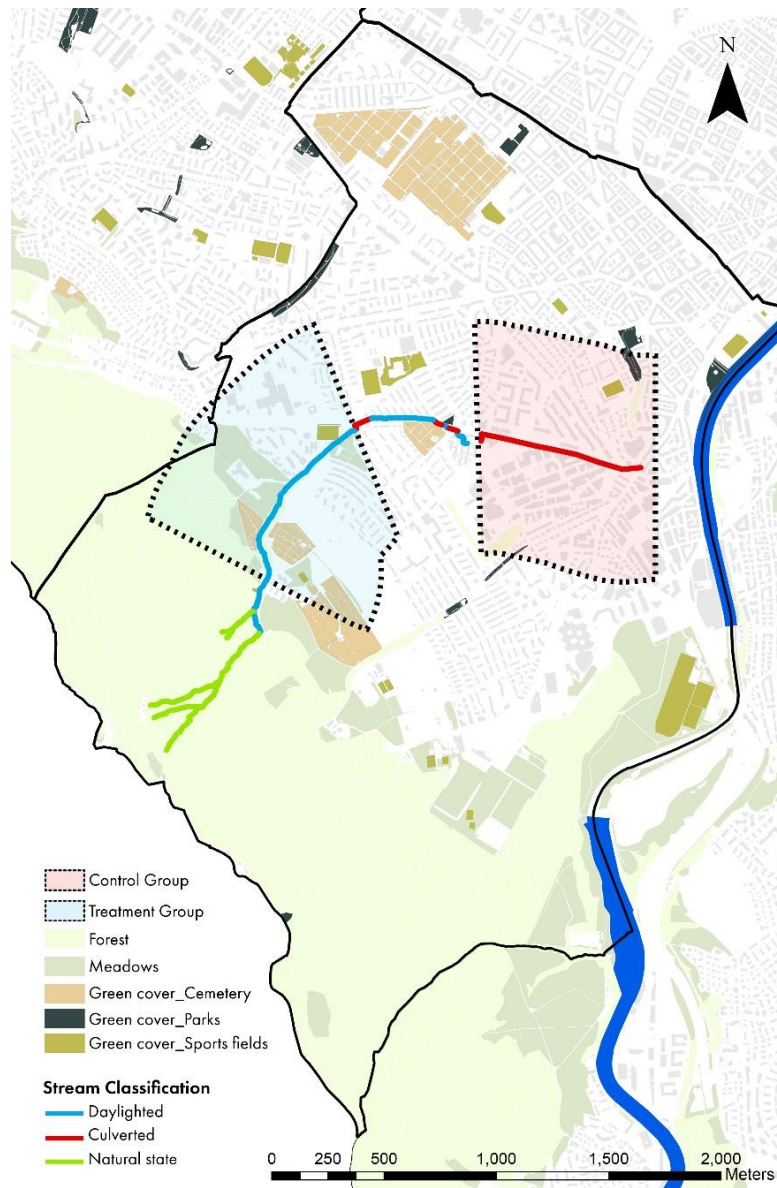 N
Control Group
Treatment Group
Forest
Meadows
Green cover_Cemetery
Green cover_Parks
Green cover_Sports fields
Stream Classification
Daylighted
Culverted
Natural state
0 250 500 1,000 1,500 2,000
Meters